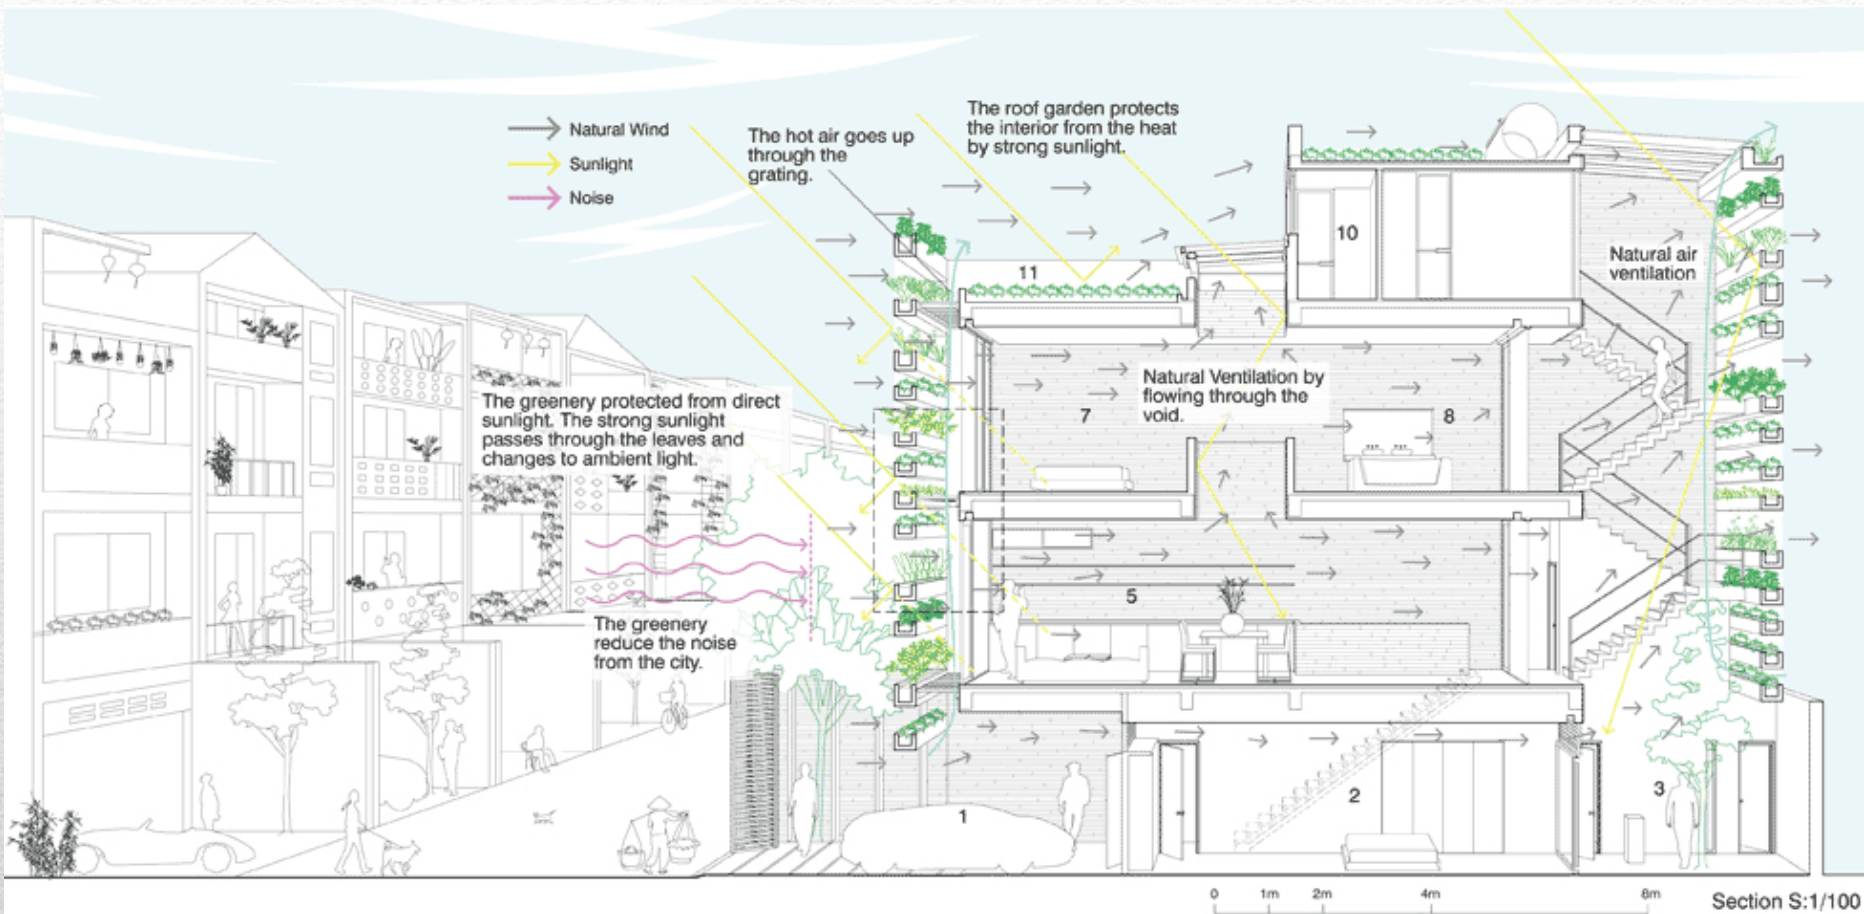 Natural Wind
Sunlight
Noise
The hot air goes up
through the
grating.
The roof garden protects
the interior from the heat
by strong sunlight.
10
11
Natural air
ventilation
The greenery protected from direct
sunlight. The strong sunlight
passes through the leaves and
changes to ambient light.
Natural Ventilation by
flowing through the
void.
7
8
5
The greenery
reduce the noise
from the city.
1
2
3
0 1m 2m 4m 8m
Section S:1/100